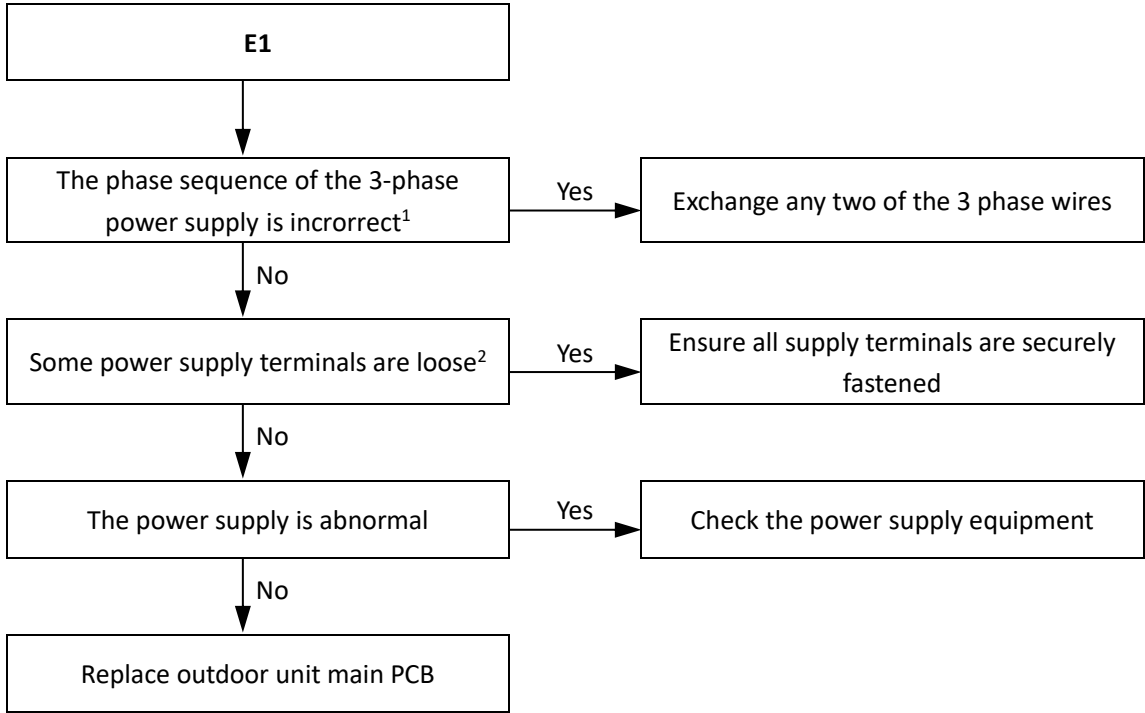 E1
The phase sequence of the 3-phase
power supply is incrorrect¹
Yes
Exchange any two of the 3 phase wires
No
Some power supply terminals are loose²
Yes
Ensure all supply terminals are securely
fastened
No
The power supply is abnormal
Yes
Check the power supply equipment
No
Replace outdoor unit main PCB